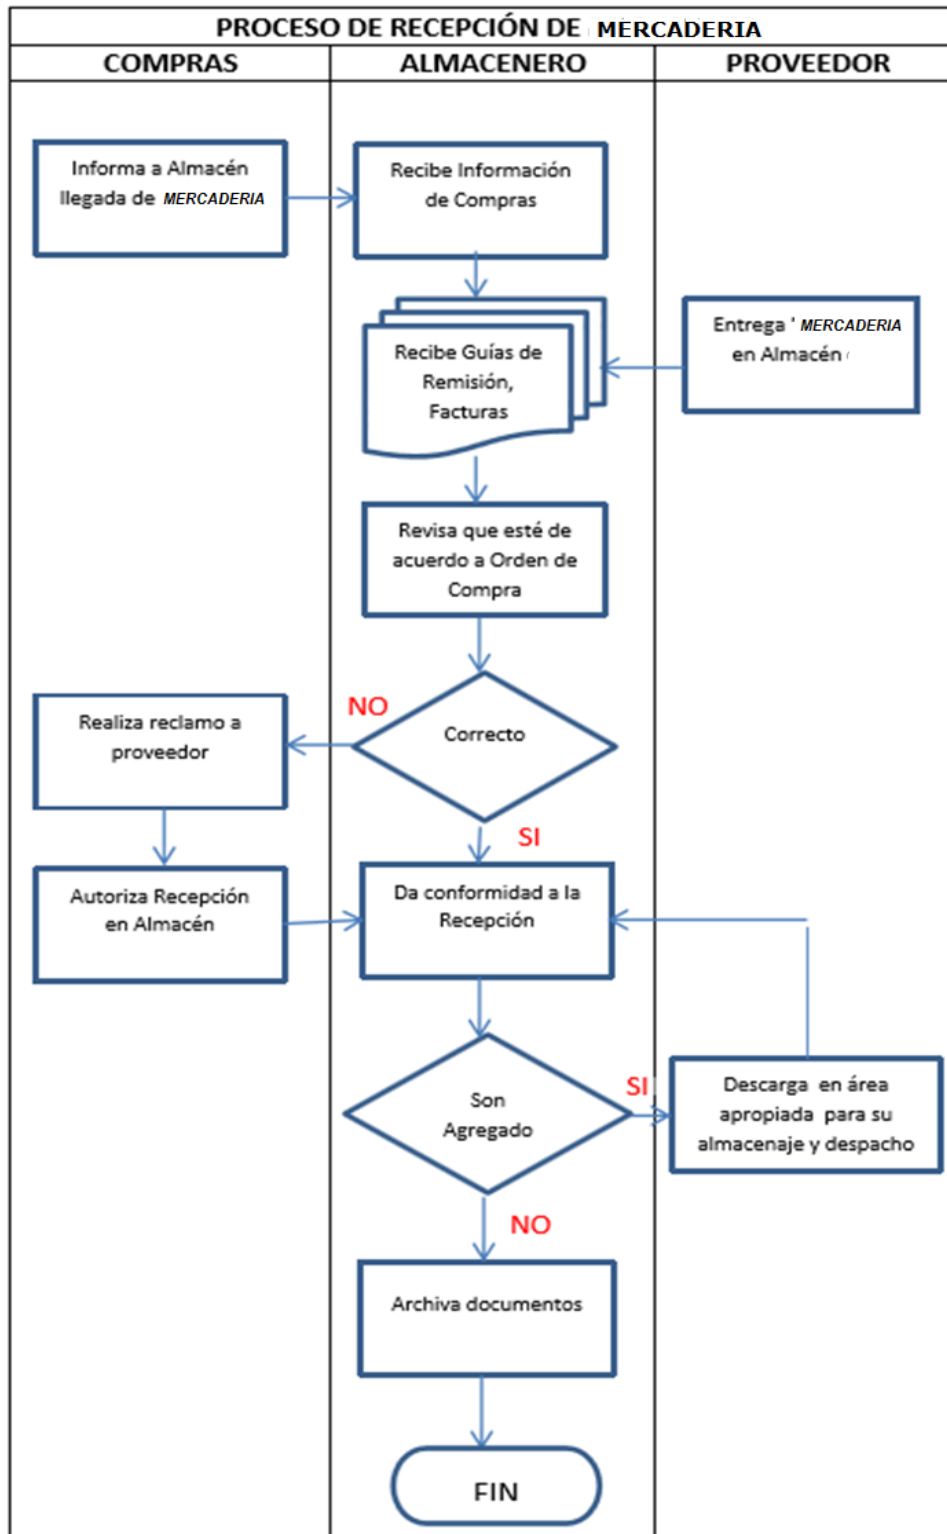 PROCESO DE RECEPCIÓN DE MERCADERIA
COMPRAS
ALMACENERO
PROVEEDOR
Informa a Almacén
llegada de MERCADERIA
Recibe Información
de Compras
Recibe Guías de
Remisión,
Facturas
Entrega ' MERCADERIA
en Almacén
Revisa que esté de
acuerdo a Orden de
Compra
NO
Correcto
Realiza reclamo a
proveedor
SI
Autoriza Recepción
en Almacén
Da conformidad a la
Recepción
Son
Agregado
SI
Descarga en área
apropiada para su
almacenaje y despacho
NO
Archiva documentos
FIN